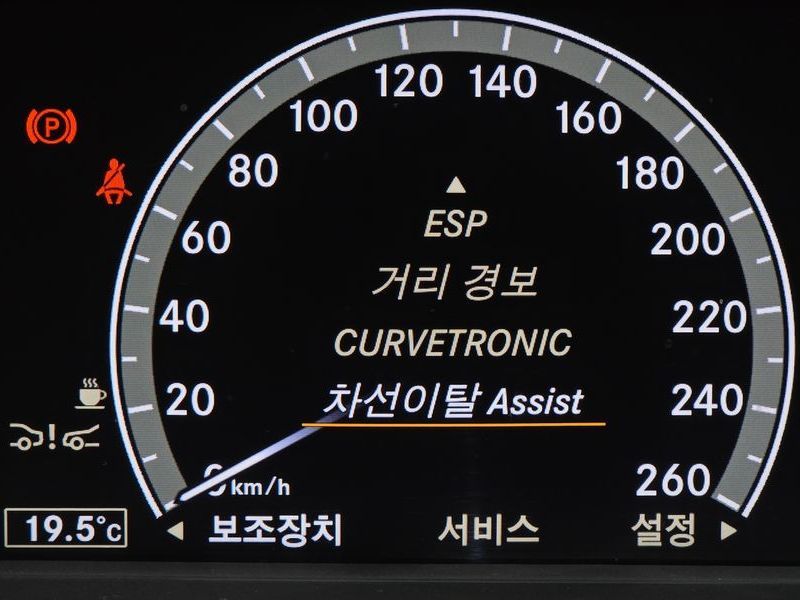 120 140
100 160
80 180
60 200
40 220
20 240
0 km/h 260
P
ESP
거리 경보
CURVETRONIC
차선이탈 Assist
19.5°C
보조장치 서비스 설정